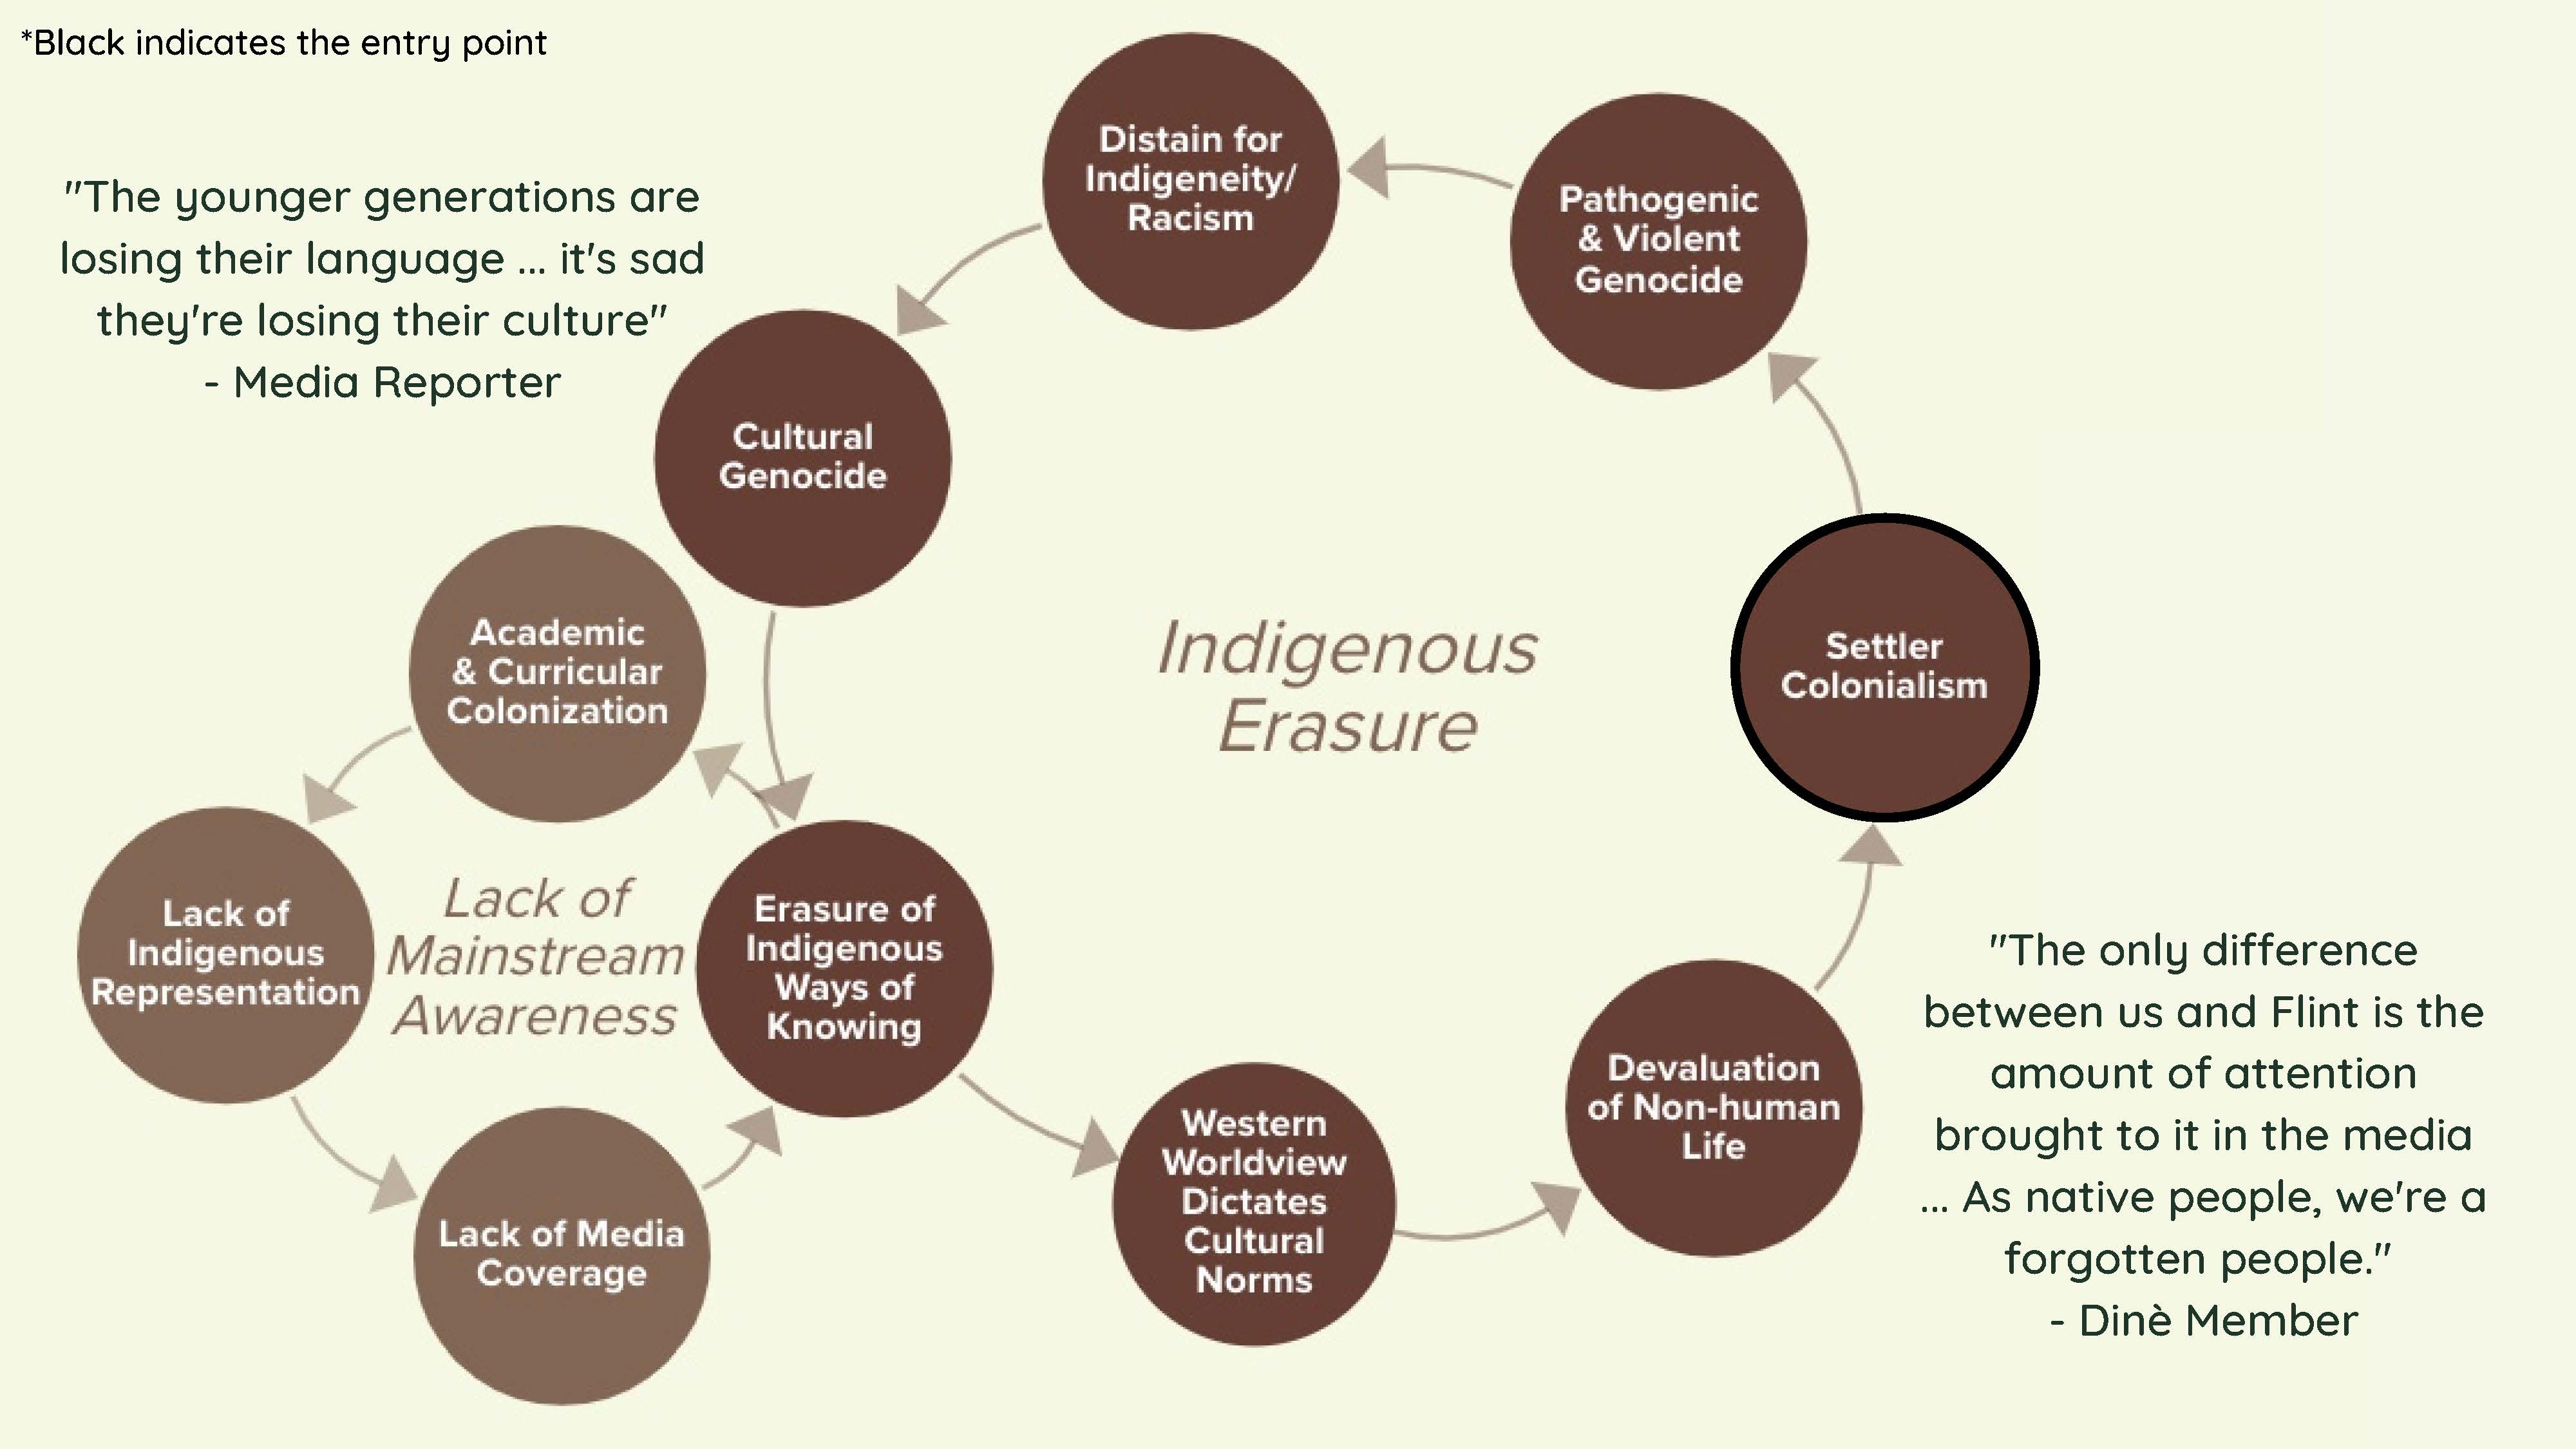 *Black indicates the entry point
"The younger generations are
losing their language ... it's sad
they're losing their culture"
- Media Reporter
Distain for
Indigeneity/
Racism
Pathogenic
& Violent
Genocide
Cultural
Genocide
Academic
& Curricular
Colonization
Indigenous
Erasure
Settler
Colonialism
Lack of
Indigenous
Representation
Lack of
Mainstream
Awareness
Erasure of
Indigenous
Ways of
Knowing
Lack of Media
Coverage
Western
Worldview
Dictates
Cultural
Norms
Devaluation
of Non-human
Life
"The only difference
between us and Flint is the
amount of attention
brought to it in the media
... As native people, we're a
forgotten people."
- Dinè Member